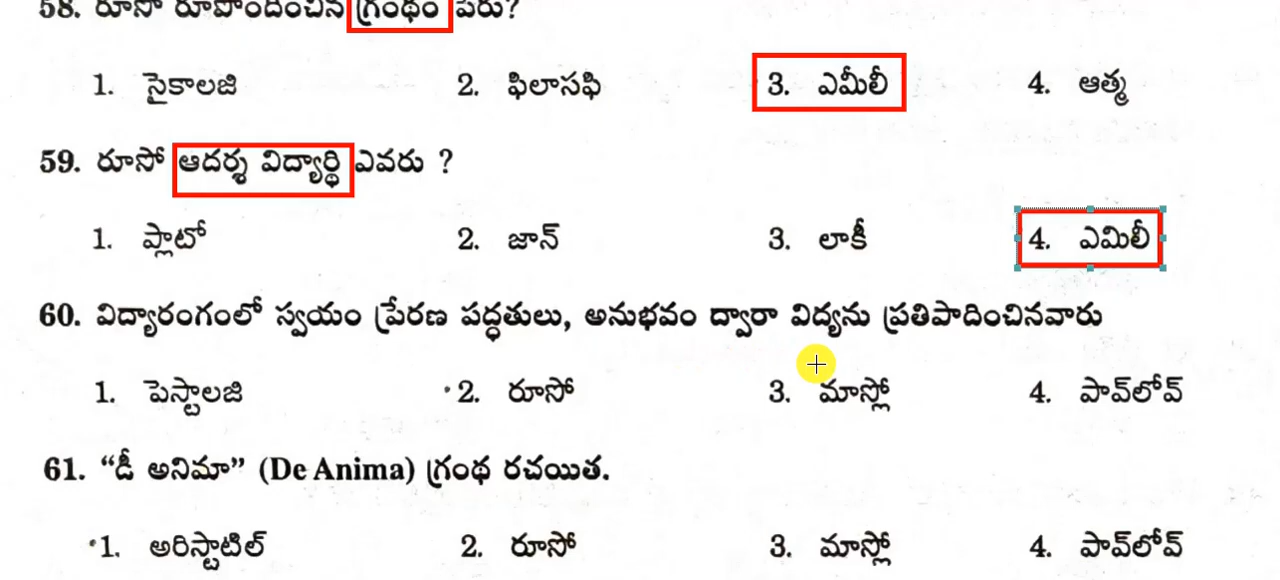 58. రూసో రూపొందించిన గ్రంథం పేరు?
1. సైకాలజి 2. ఫిలాసఫి 3. ఎమీలీ 4. ఆత్మ
59. రూసో ఆదర్శ విద్యార్థి ఎవరు ?
1. ప్లాటో 2. జాన్ 3. లాకీ 4. ఎమిలీ
60. విద్యారంగంలో స్వయం ప్రేరణ పద్ధతులు, అనుభవం ద్వారా విద్యను ప్రతిపాదించినవారు
1. పెస్టాలజి 2. రూసో 3. మాస్లో 4. పావ్‌లోవ్
61. “డీ అనిమా” (De Anima) గ్రంథ రచయిత.
1. అరిస్టాటిల్ 2. రూసో 3. మాస్లో 4. పావ్‌లోవ్